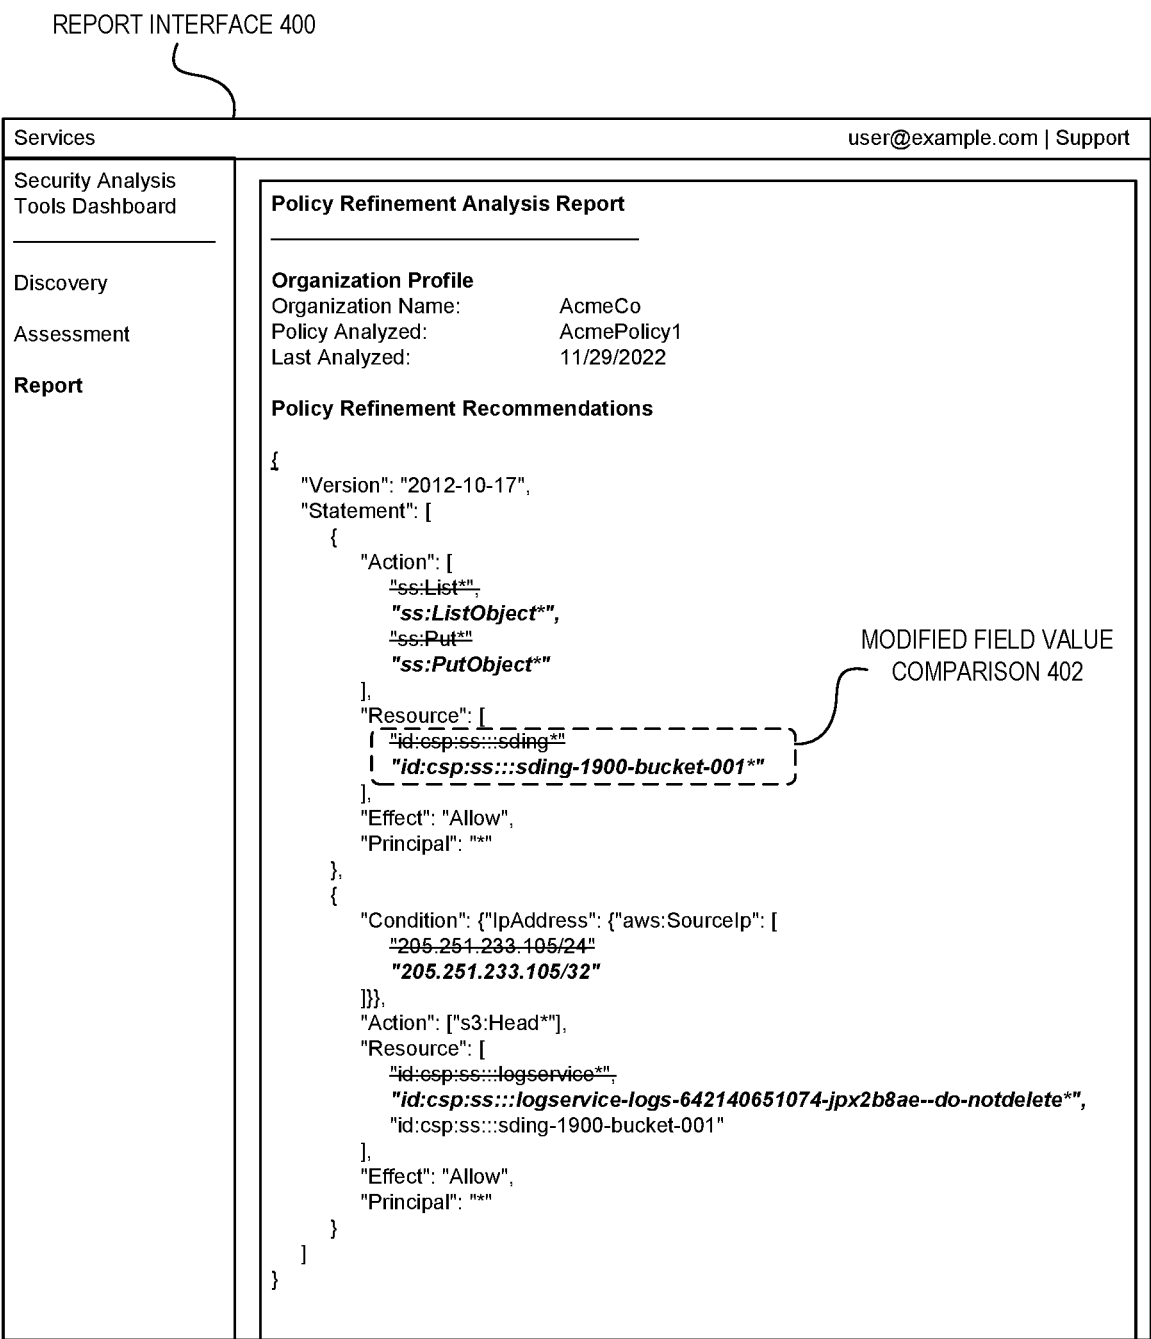 REPORT INTERFACE 400
Services
user@example.com | Support
Security Analysis
Tools Dashboard
Discovery
Assessment
Report
Policy Refinement Analysis Report
Organization Profile
Organization Name: AcmeCo
Policy Analyzed: AcmePolicy1
Last Analyzed: 11/29/2022
Policy Refinement Recommendations
{
"Version": "2012-10-17",
"Statement": [
{
"Action": [
"ss:List*",
"ss:ListObject*",
"ss:Put*"
"ss:PutObject*"
],
"Resource": [
"id:csp:ss:::sding*"
"id:csp:ss:::sding-1900-bucket-001*"
],
"Effect": "Allow",
"Principal": "*"
},
{
"Condition": {"IpAddress": {"aws:SourceIp": [
"205.251.233.105/24"
"205.251.233.105/32"
]}},
"Action": ["s3:Head*"],
"Resource": [
"id:csp:ss:::logservice*",
"id:csp:ss:::logservice-logs-642140651074-jpx2b8ae--do-notdelete*",
"id:csp:ss:::sding-1900-bucket-001"
],
"Effect": "Allow",
"Principal": "*"
}
]
}
MODIFIED FIELD VALUE
COMPARISON 402